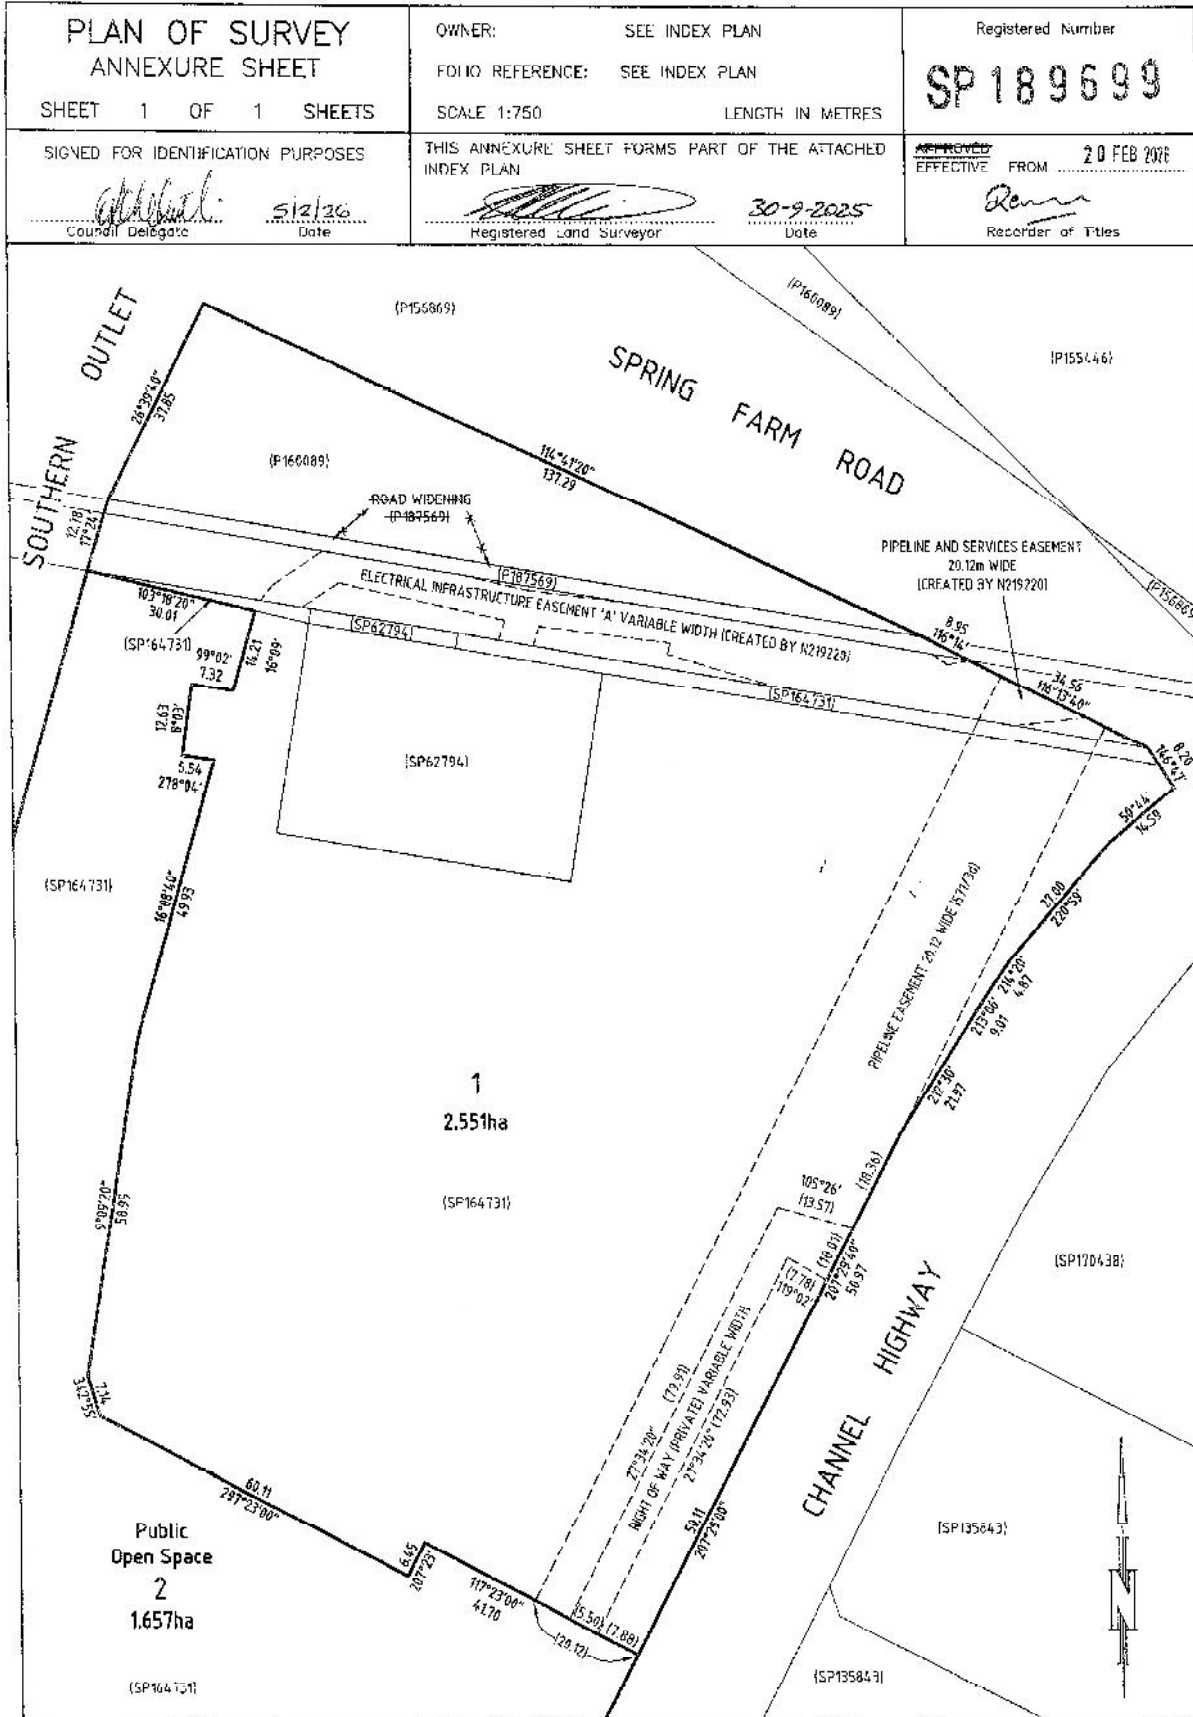 PLAN OF SURVEY
ANNEXURE SHEET
SHEET 1 OF 1 SHEETS
OWNER: SEE INDEX PLAN
FOLIO REFERENCE: SEE INDEX PLAN
SCALE 1:750 LENGTH IN METRES
Registered Number
SP189699
SIGNED FOR IDENTIFICATION PURPOSES
5/2/26
Council Delegate Date
THIS ANNEXURE SHEET FORMS PART OF THE ATTACHED
INDEX PLAN
30-9-2025
Registered Land Surveyor Date
APPROVED
EFFECTIVE FROM 20 FEB 2026
Recorder of Titles
SOUTHERN OUTLET
(P156869)
(P160089)
SPRING FARM ROAD
(P155446)
26°39'40"
37.85
(P160089)
114°41'20"
137.29
ROAD WIDENING
(P187569)
12.18
17°24'
PIPELINE AND SERVICES EASEMENT
20.12m WIDE
(CREATED BY N219220)
(P156869)
(P187569)
ELECTRICAL INFRASTRUCTURE EASEMENT 'A' VARIABLE WIDTH (CREATED BY N219220)
103°18'20"
30.01
(SP164731)
99°02'
7.32
14.21
16°09'
(SP62794)
8.95
116°14'
34.56
116°13'40"
(SP164731)
8.20
146°47'
12.63
8°03'
5.54
278°04'
(SP62794)
50°44'
14.59
(SP164731)
16°08'40"
49.93
PIPELINE EASEMENT 20.12 WIDE (577/3d)
27.00
220°59'
214°20'
4.87
213°06'
9.01
212°30'
21.97
1
2.551ha
(SP164731)
9°09'20"
58.95
105°26'
(13.57)
(18.36)
(18.01)
207°29'40"
50.97
(7.78)
119°02'
(SP170438)
CHANNEL HIGHWAY
7.14
342°55'
(79.91)
27°34'20"
RIGHT OF WAY (PRIVATE) VARIABLE WIDTH
27°34'20" (72.93)
59.11
207°25'00"
60.11
297°23'00"
Public
Open Space
2
1.657ha
6.45
207°23'
117°23'00"
41.70
(5.50) (7.88)
(20.12)
(SP135843)
N
(SP164731)
(SP135843)